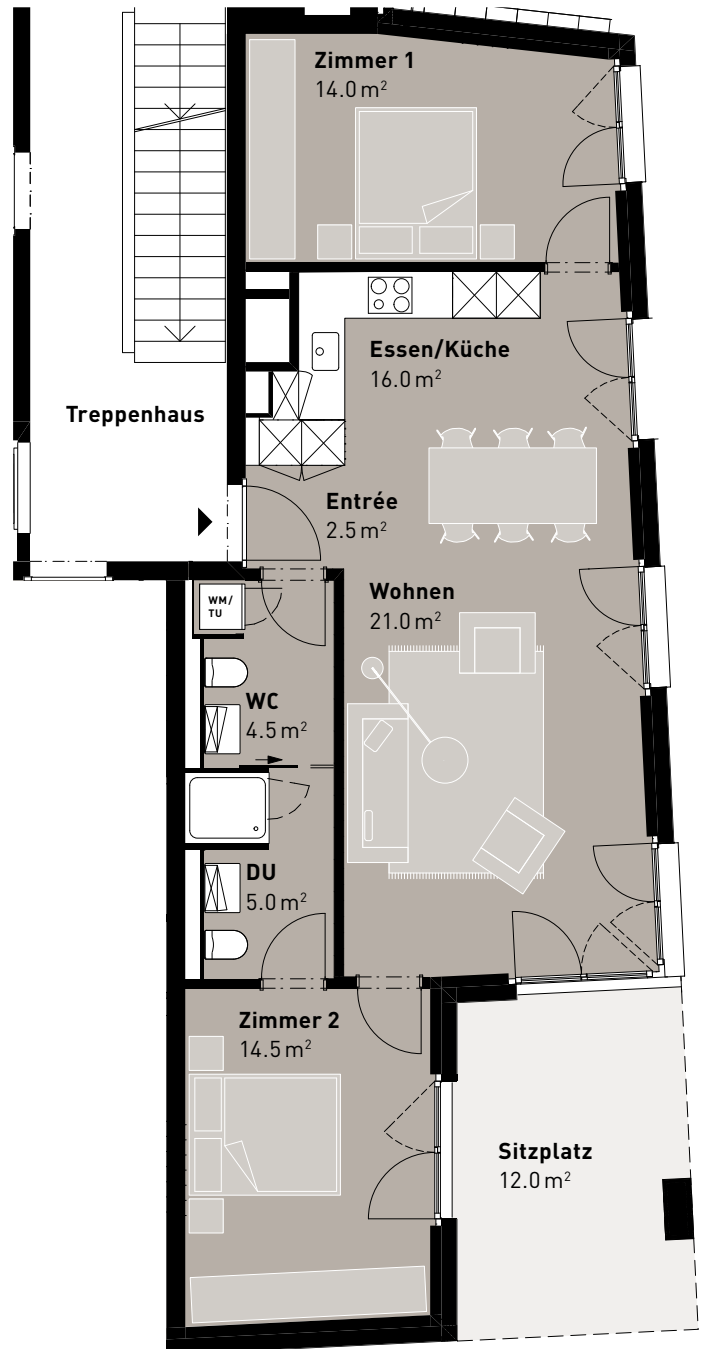 Zimmer 1
14.0 m²
Essen/Küche
16.0 m²
Treppenhaus
Entrée
2.5 m²
Wohnen
21.0 m²
WM/
TU
WC
4.5 m²
DU
5.0 m²
Zimmer 2
14.5 m²
Sitzplatz
12.0 m²